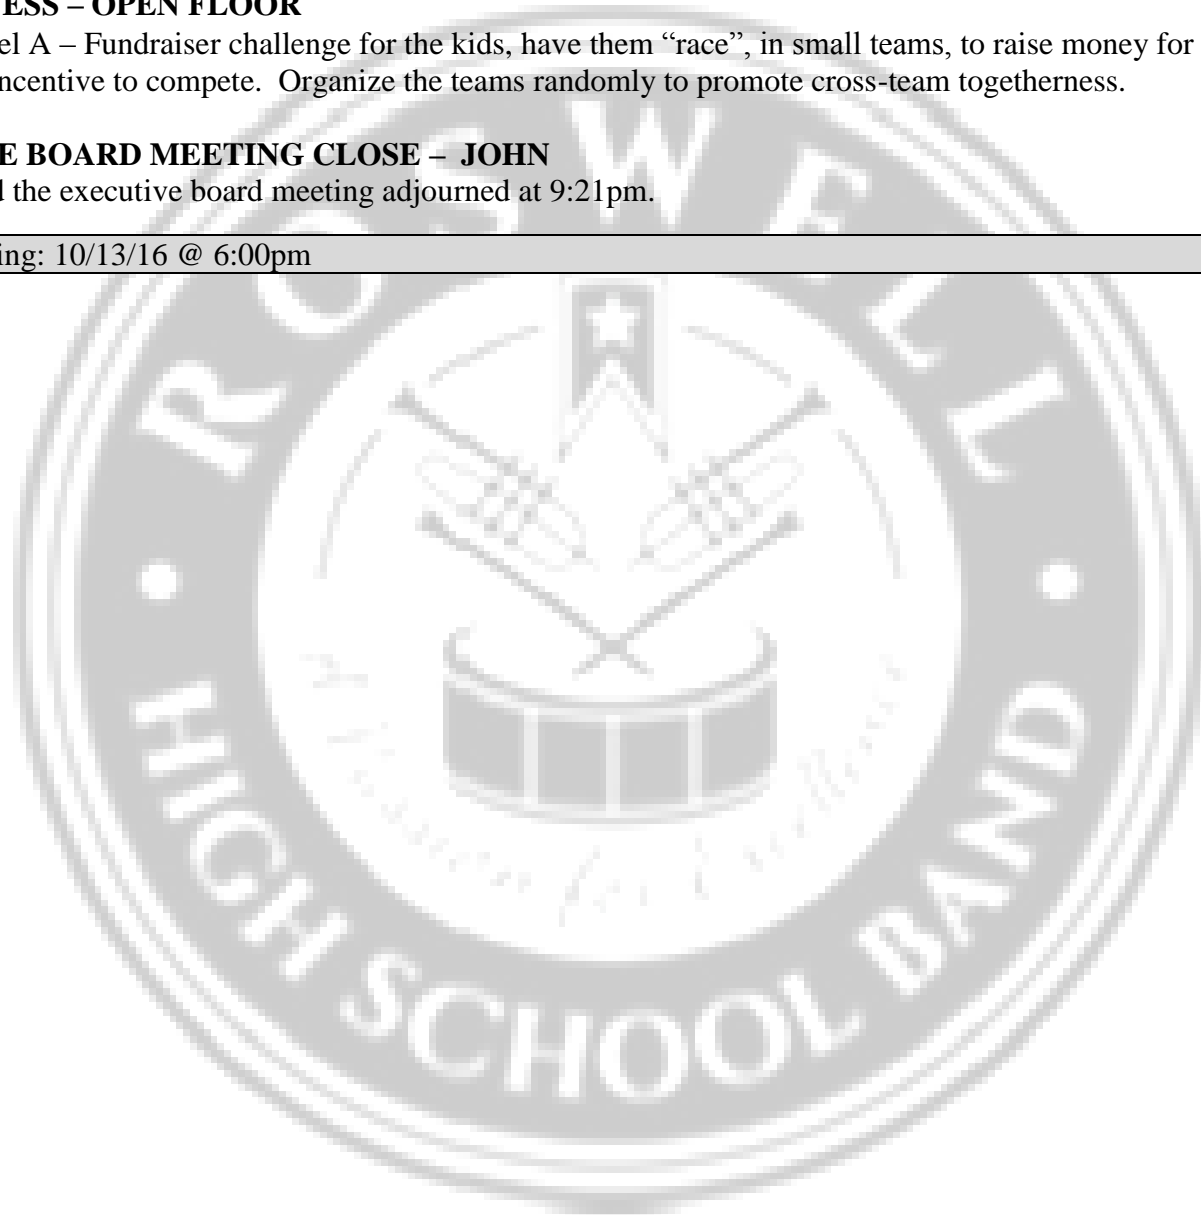 ESS – OPEN FLOOR
el A – Fundraiser challenge for the kids, have them “race”, in small teams, to raise money for
ncentive to compete.  Organize the teams randomly to promote cross-team togetherness.
E BOARD MEETING CLOSE –  JOHN
d the executive board meeting adjourned at 9:21pm.
ing: 10/13/16 @ 6:00pm
ROSWELL
HIGH SCHOOL BAND